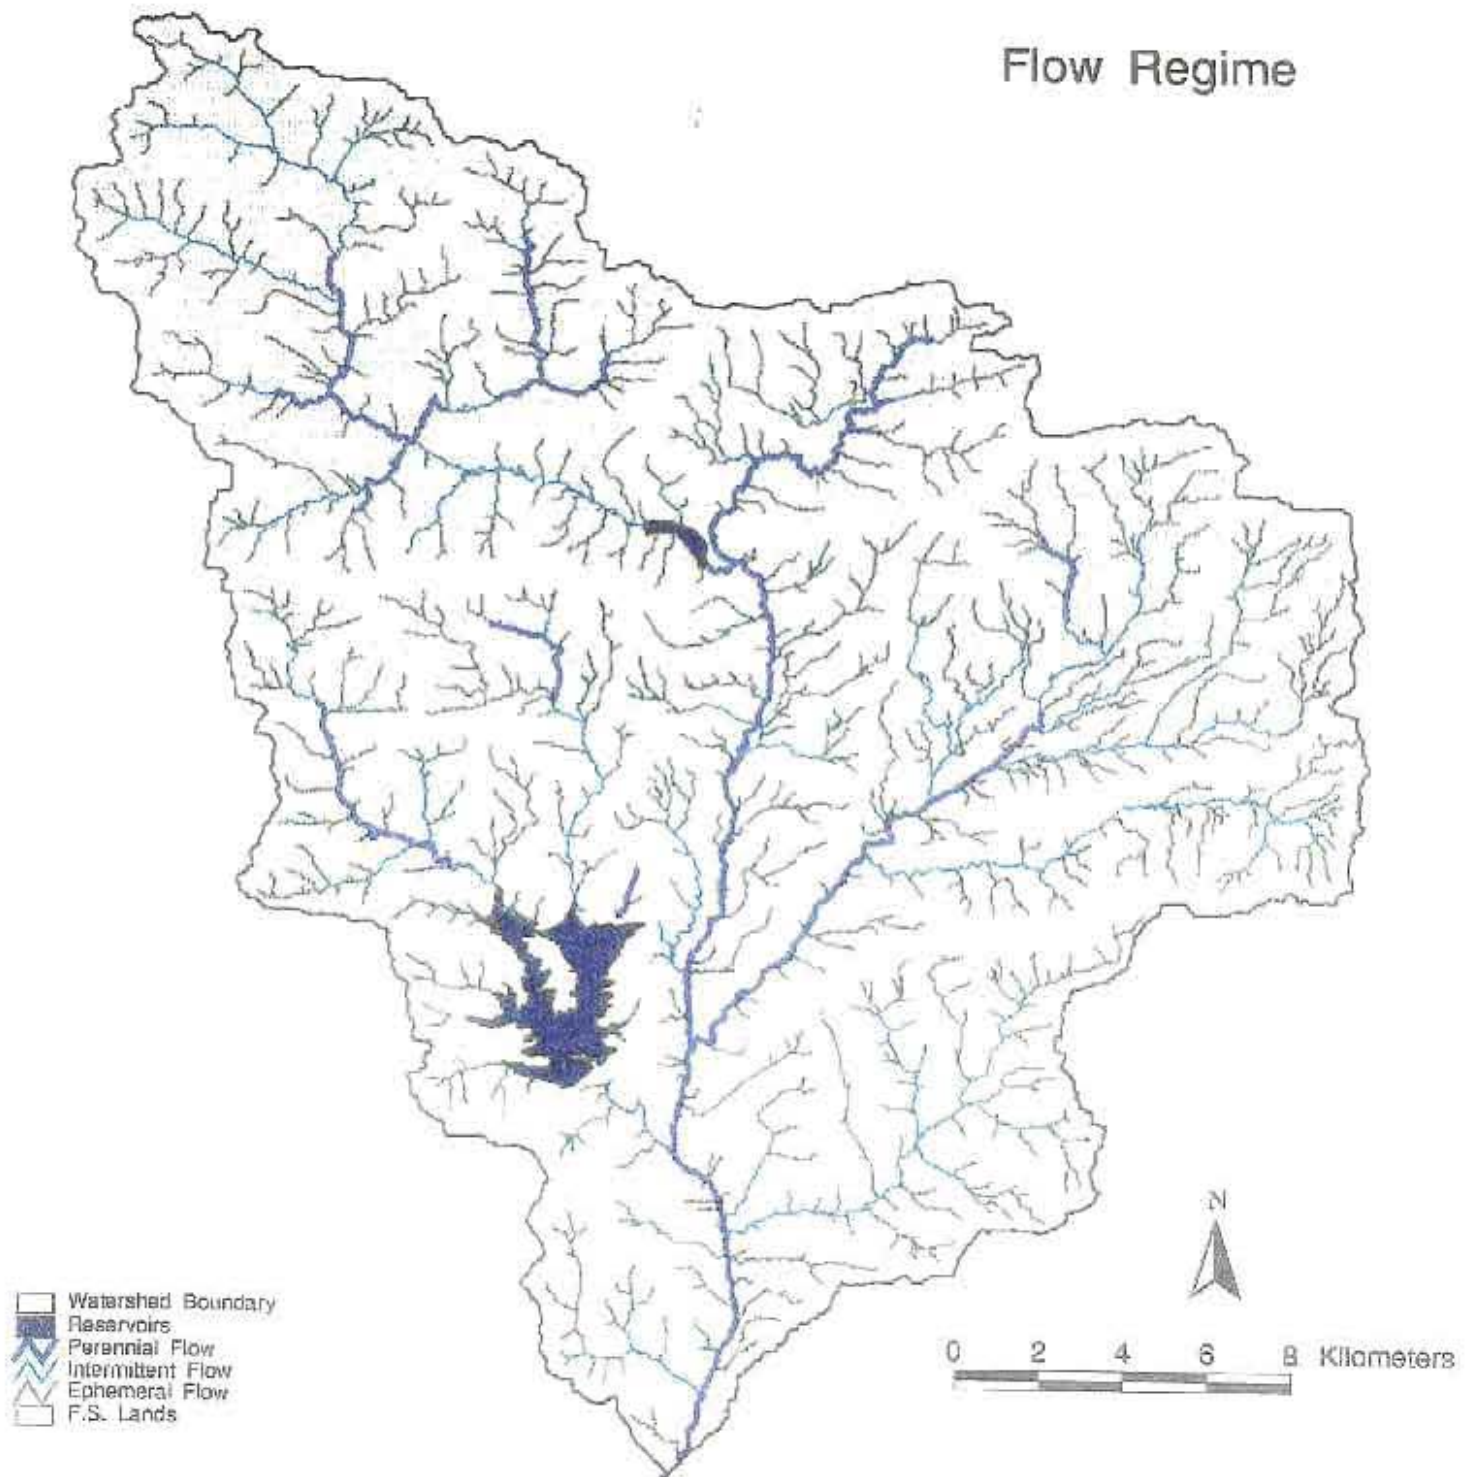 Flow Regime
N
Watershed Boundary
Reservoirs
Perennial Flow
Intermittent Flow
Ephemeral Flow
F.S. Lands
0 2 4 6 8 Kilometers